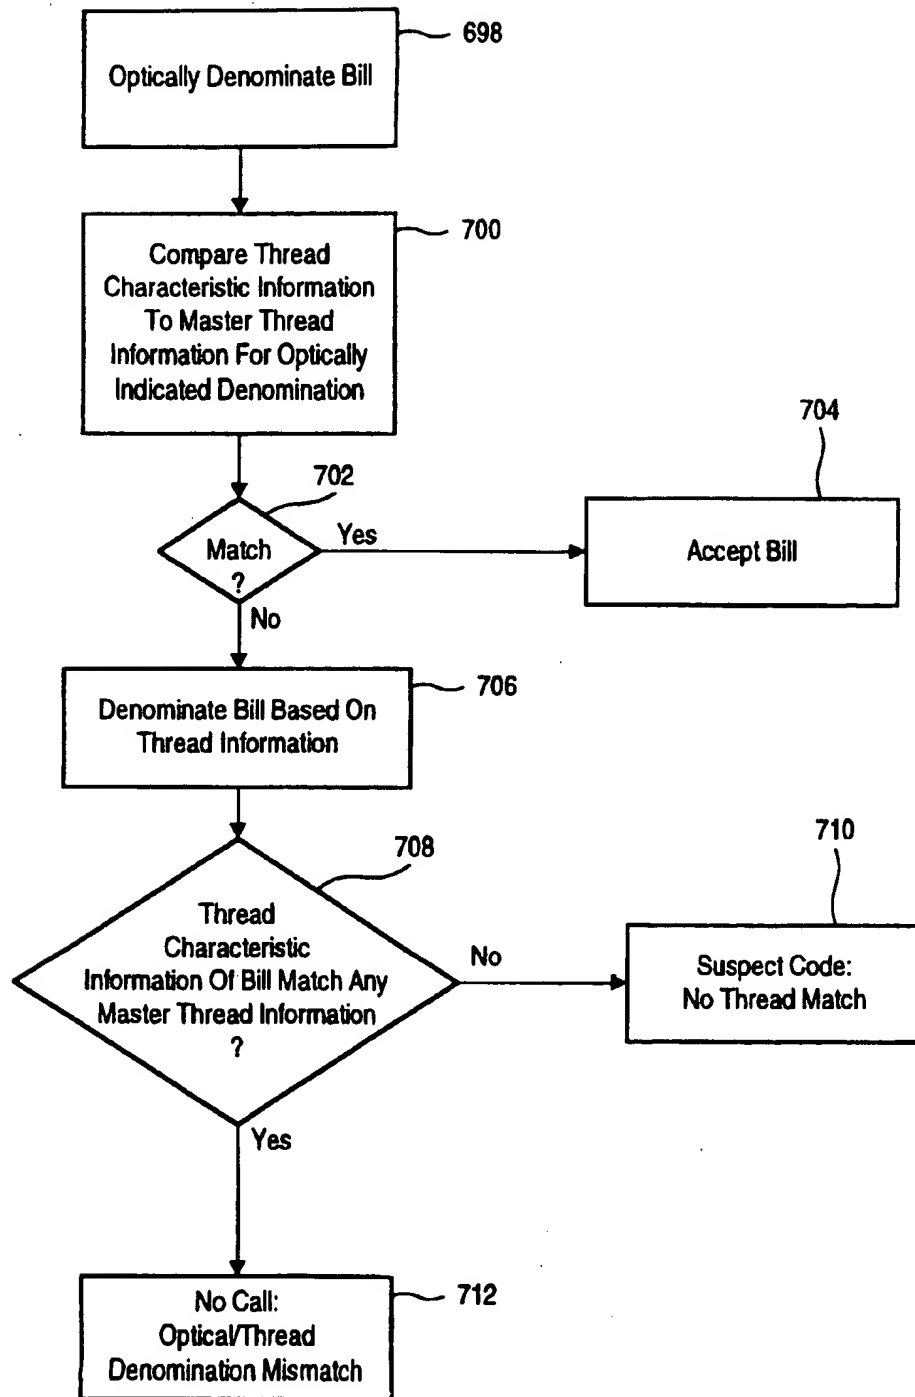 698
Optically Denominate Bill
700
Compare Thread
Characteristic Information
To Master Thread
Information For Optically
Indicated Denomination
704
702
Yes
Match
?
Accept Bill
No
706
Denominate Bill Based On
Thread Information
710
708
Thread
Characteristic
Information Of Bill Match Any
Master Thread Information
?
No
Suspect Code:
No Thread Match
Yes
712
No Call:
Optical/Thread
Denomination Mismatch